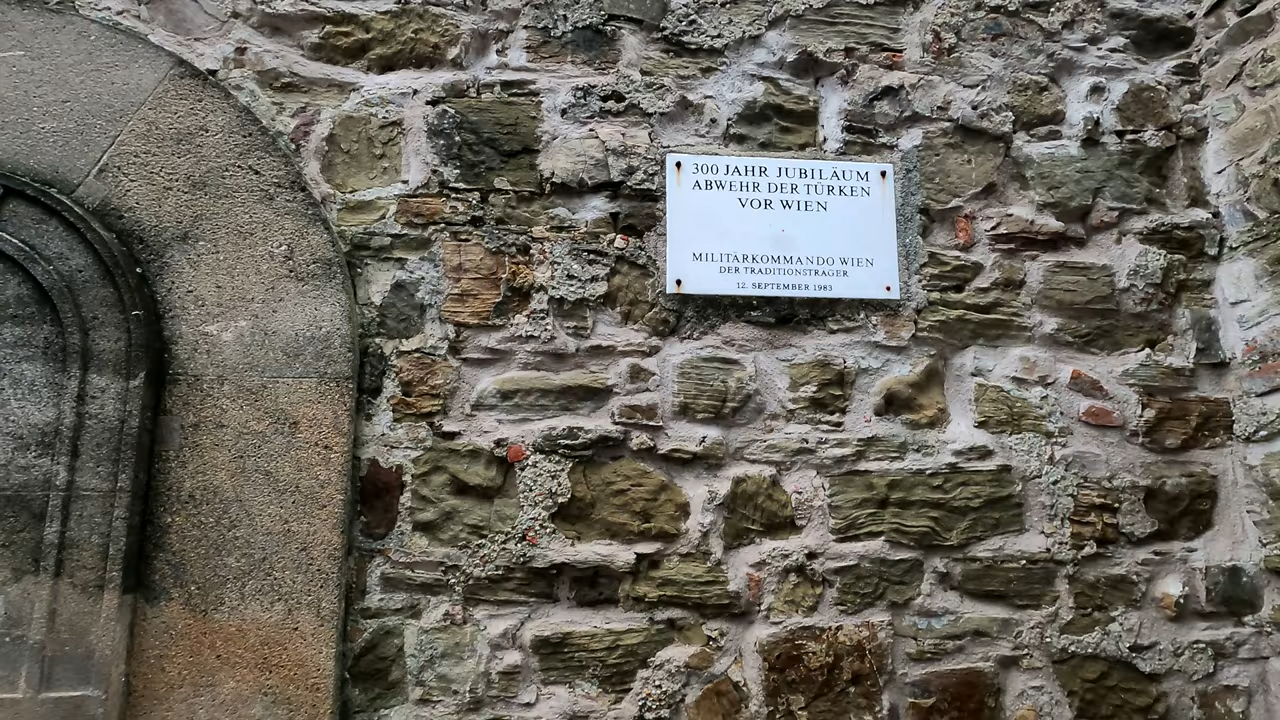 300 JAHR JUBILÄUM
ABWEHR DER TÜRKEN
VOR WIEN
MILITÄRKOMMANDO WIEN
DER TRADITIONSTRÄGER
12. SEPTEMBER 1983